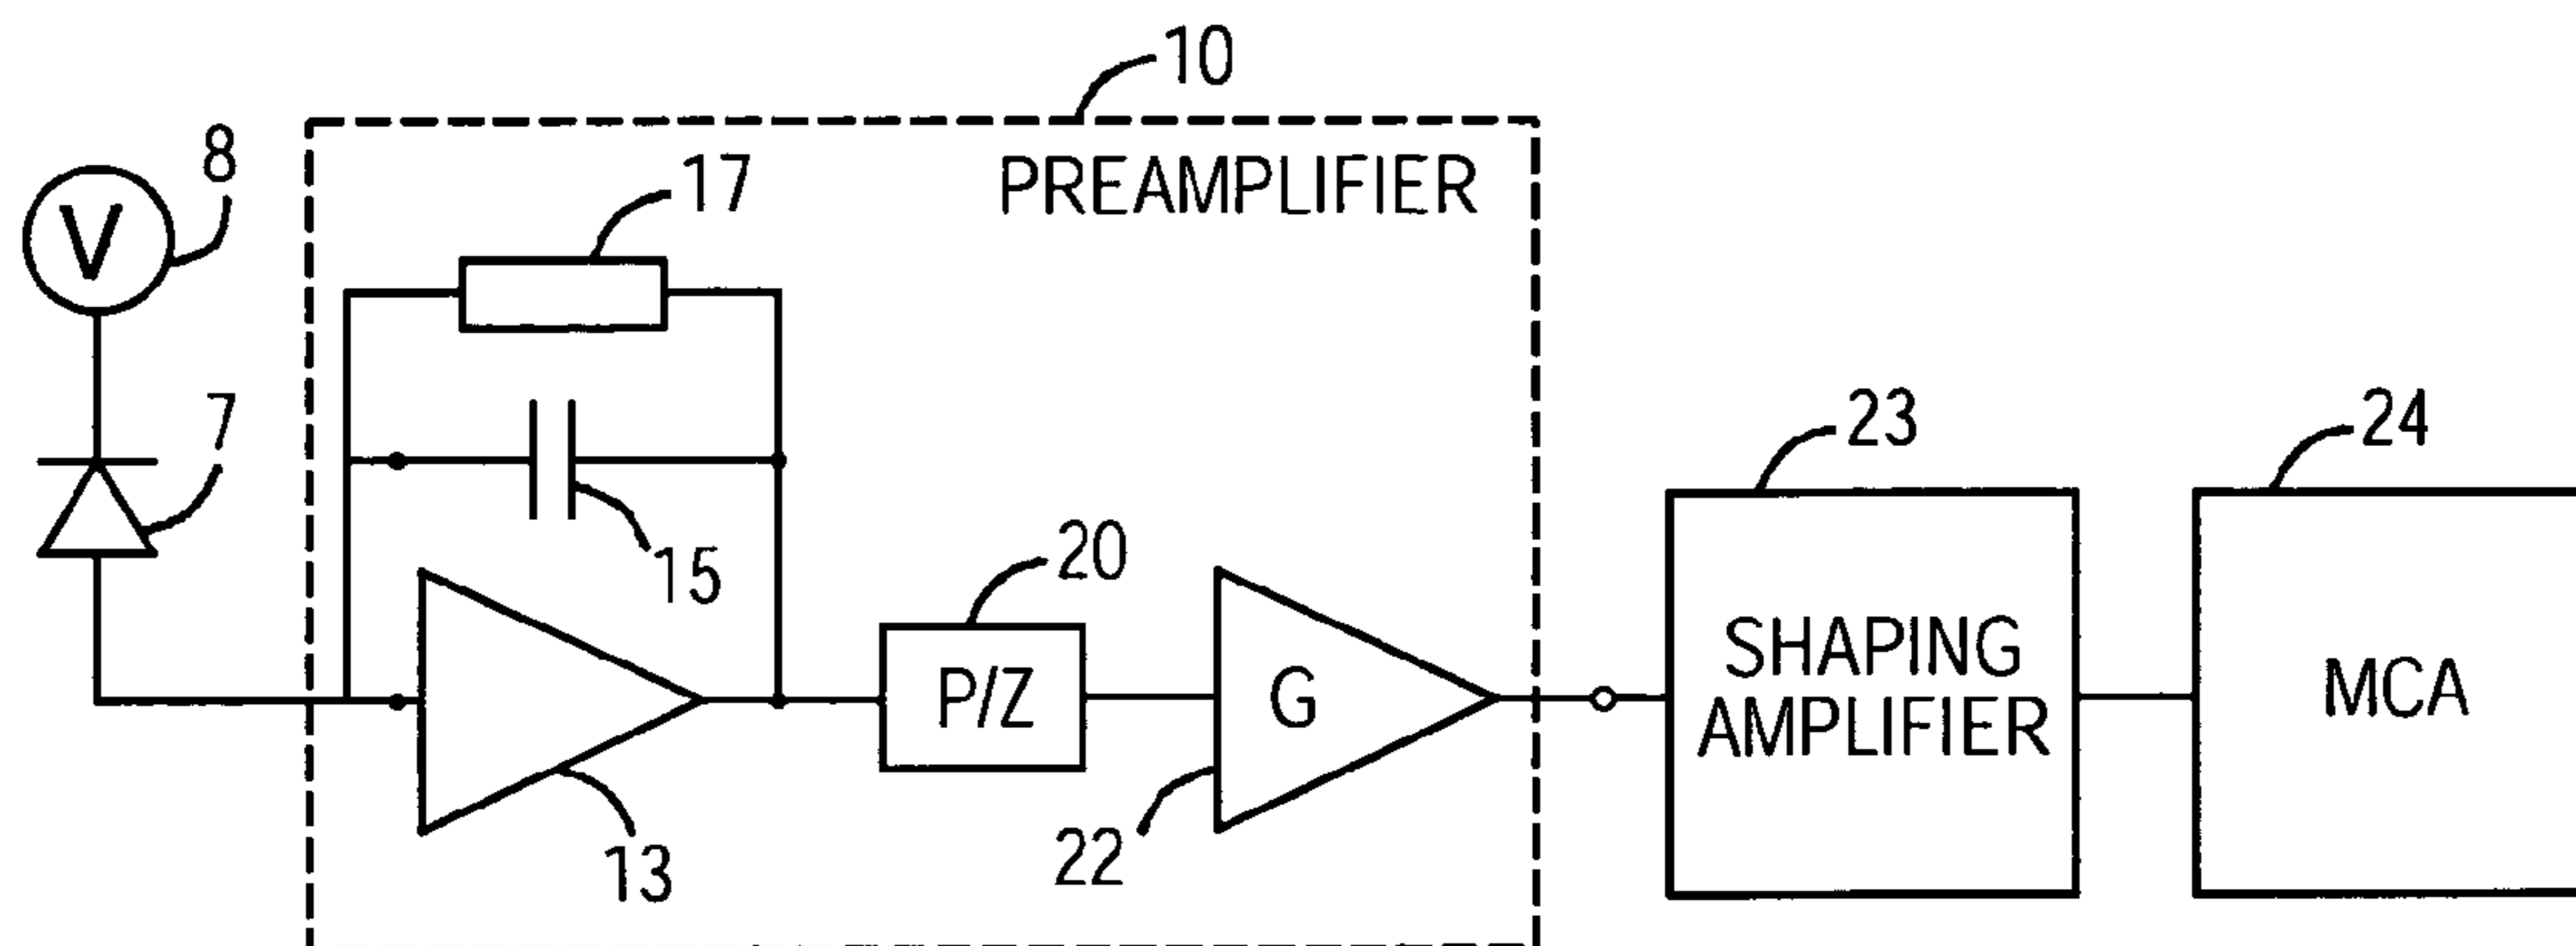 10
8
V
17
PREAMPLIFIER
7
15
20
P/Z
G
13
22
23
24
SHAPING
AMPLIFIER
MCA